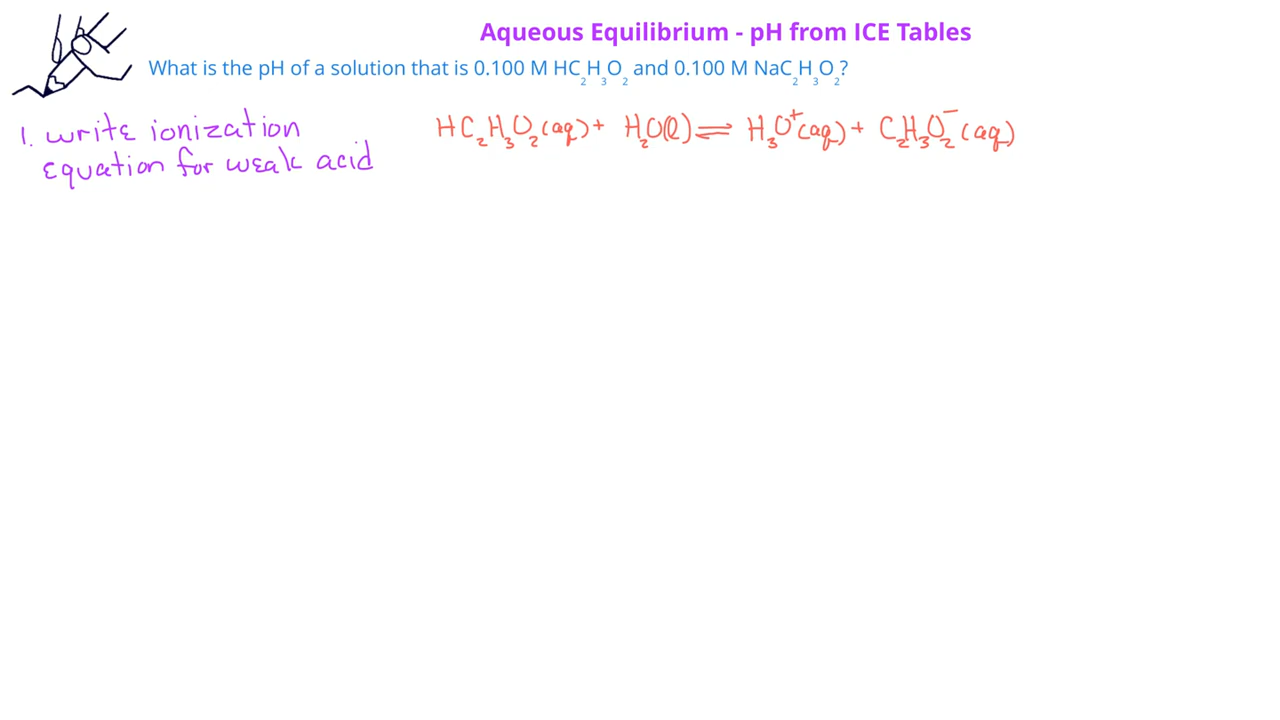 Aqueous Equilibrium - pH from ICE Tables
What is the pH of a solution that is 0.100 M HC₂H₃O₂ and 0.100 M NaC₂H₃O₂?
1. write ionization
equation for weak acid
HC₂H₃O₂(aq) + H₂O(l) ⇌ H₃O⁺(aq) + C₂H₃O₂⁻(aq)